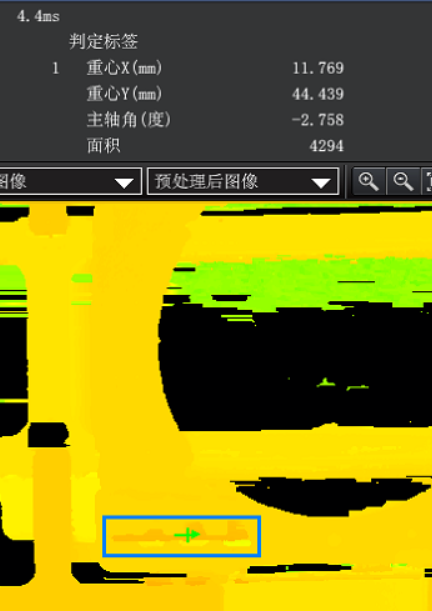 4.4ms
判定标签
1 重心X(mm) 11.769
重心Y(mm) 44.439
主轴角(度) -2.758
面积 4294
图像 预处理后图像